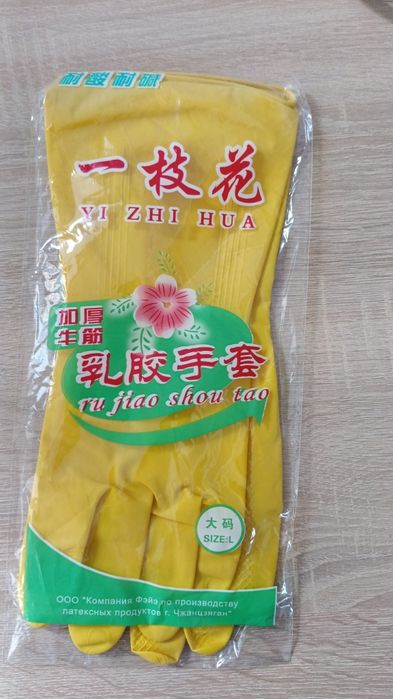 耐酸耐碱
一枝花
YI ZHI HUA
加厚
牛筋
乳胶手套
ru jiao shou tao
大码
SIZE:L
ООО "Компания Фэйэ по производству
латексных продуктов г. Чжанцзяган"